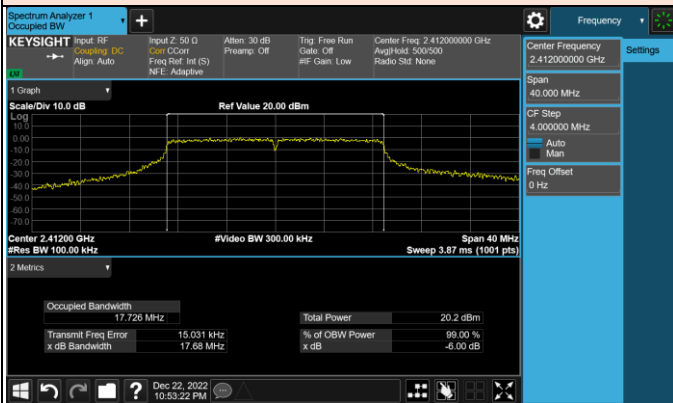 Spectrum Analyzer 1
Occupied BW
Frequency
KEYSIGHT
Input: RF
Coupling: DC
Align: Auto
Input Z: 50 Ω
Corr CCorr
Freq Ref: Int (S)
NFE: Adaptive
Atten: 30 dB
Preamp: Off
Trig: Free Run
Gate: Off
#IF Gain: Low
Center Freq: 2.412000000 GHz
Avg|Hold: 500/500
Radio Std: None
Center Frequency
2.412000000 GHz
Settings
Span
40.000 MHz
CF Step
4.000000 MHz
Auto
Man
Freq Offset
0 Hz
1 Graph
Scale/Div 10.0 dB
Ref Value 20.00 dBm
Log
10.0
0.00
-10.0
-20.0
-30.0
-40.0
-50.0
-60.0
-70.0
Center 2.41200 GHz
#Video BW 300.00 kHz
Span 40 MHz
#Res BW 100.00 kHz
Sweep 3.87 ms (1001 pts)
2 Metrics
Occupied Bandwidth
17.726 MHz
Total Power 20.2 dBm
Transmit Freq Error 15.031 kHz
% of OBW Power 99.00 %
x dB Bandwidth 17.68 MHz
x dB -6.00 dB
?
Dec 22, 2022
10:53:22 PM